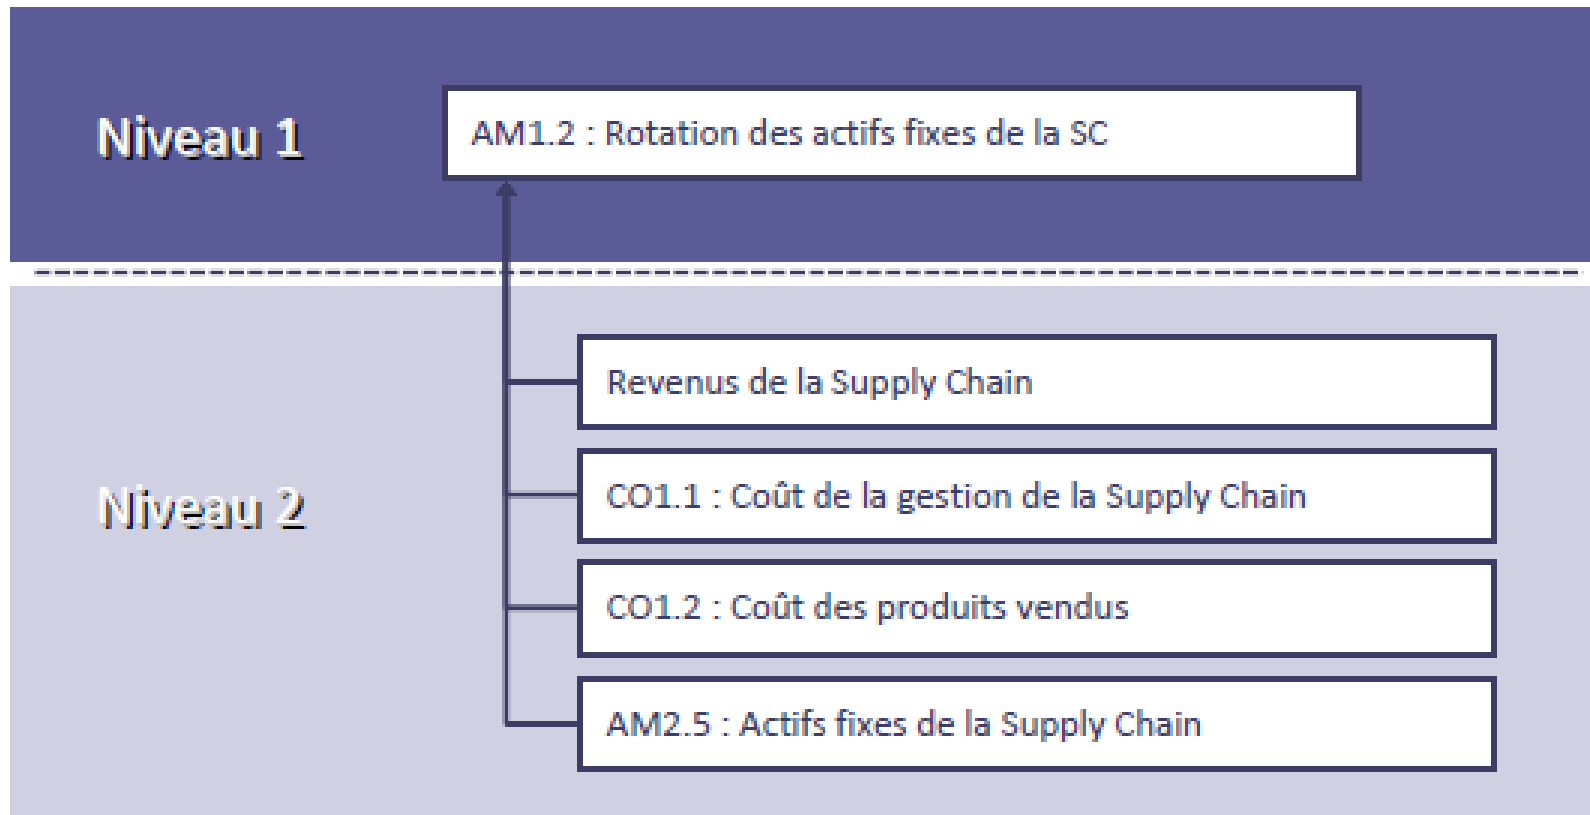 Niveau 1
AM1.2 : Rotation des actifs fixes de la SC
Revenus de la Supply Chain
CO1.1 : Coût de la gestion de la Supply Chain
Niveau 2
CO1.2 : Coût des produits vendus
AM2.5 : Actifs fixes de la Supply Chain